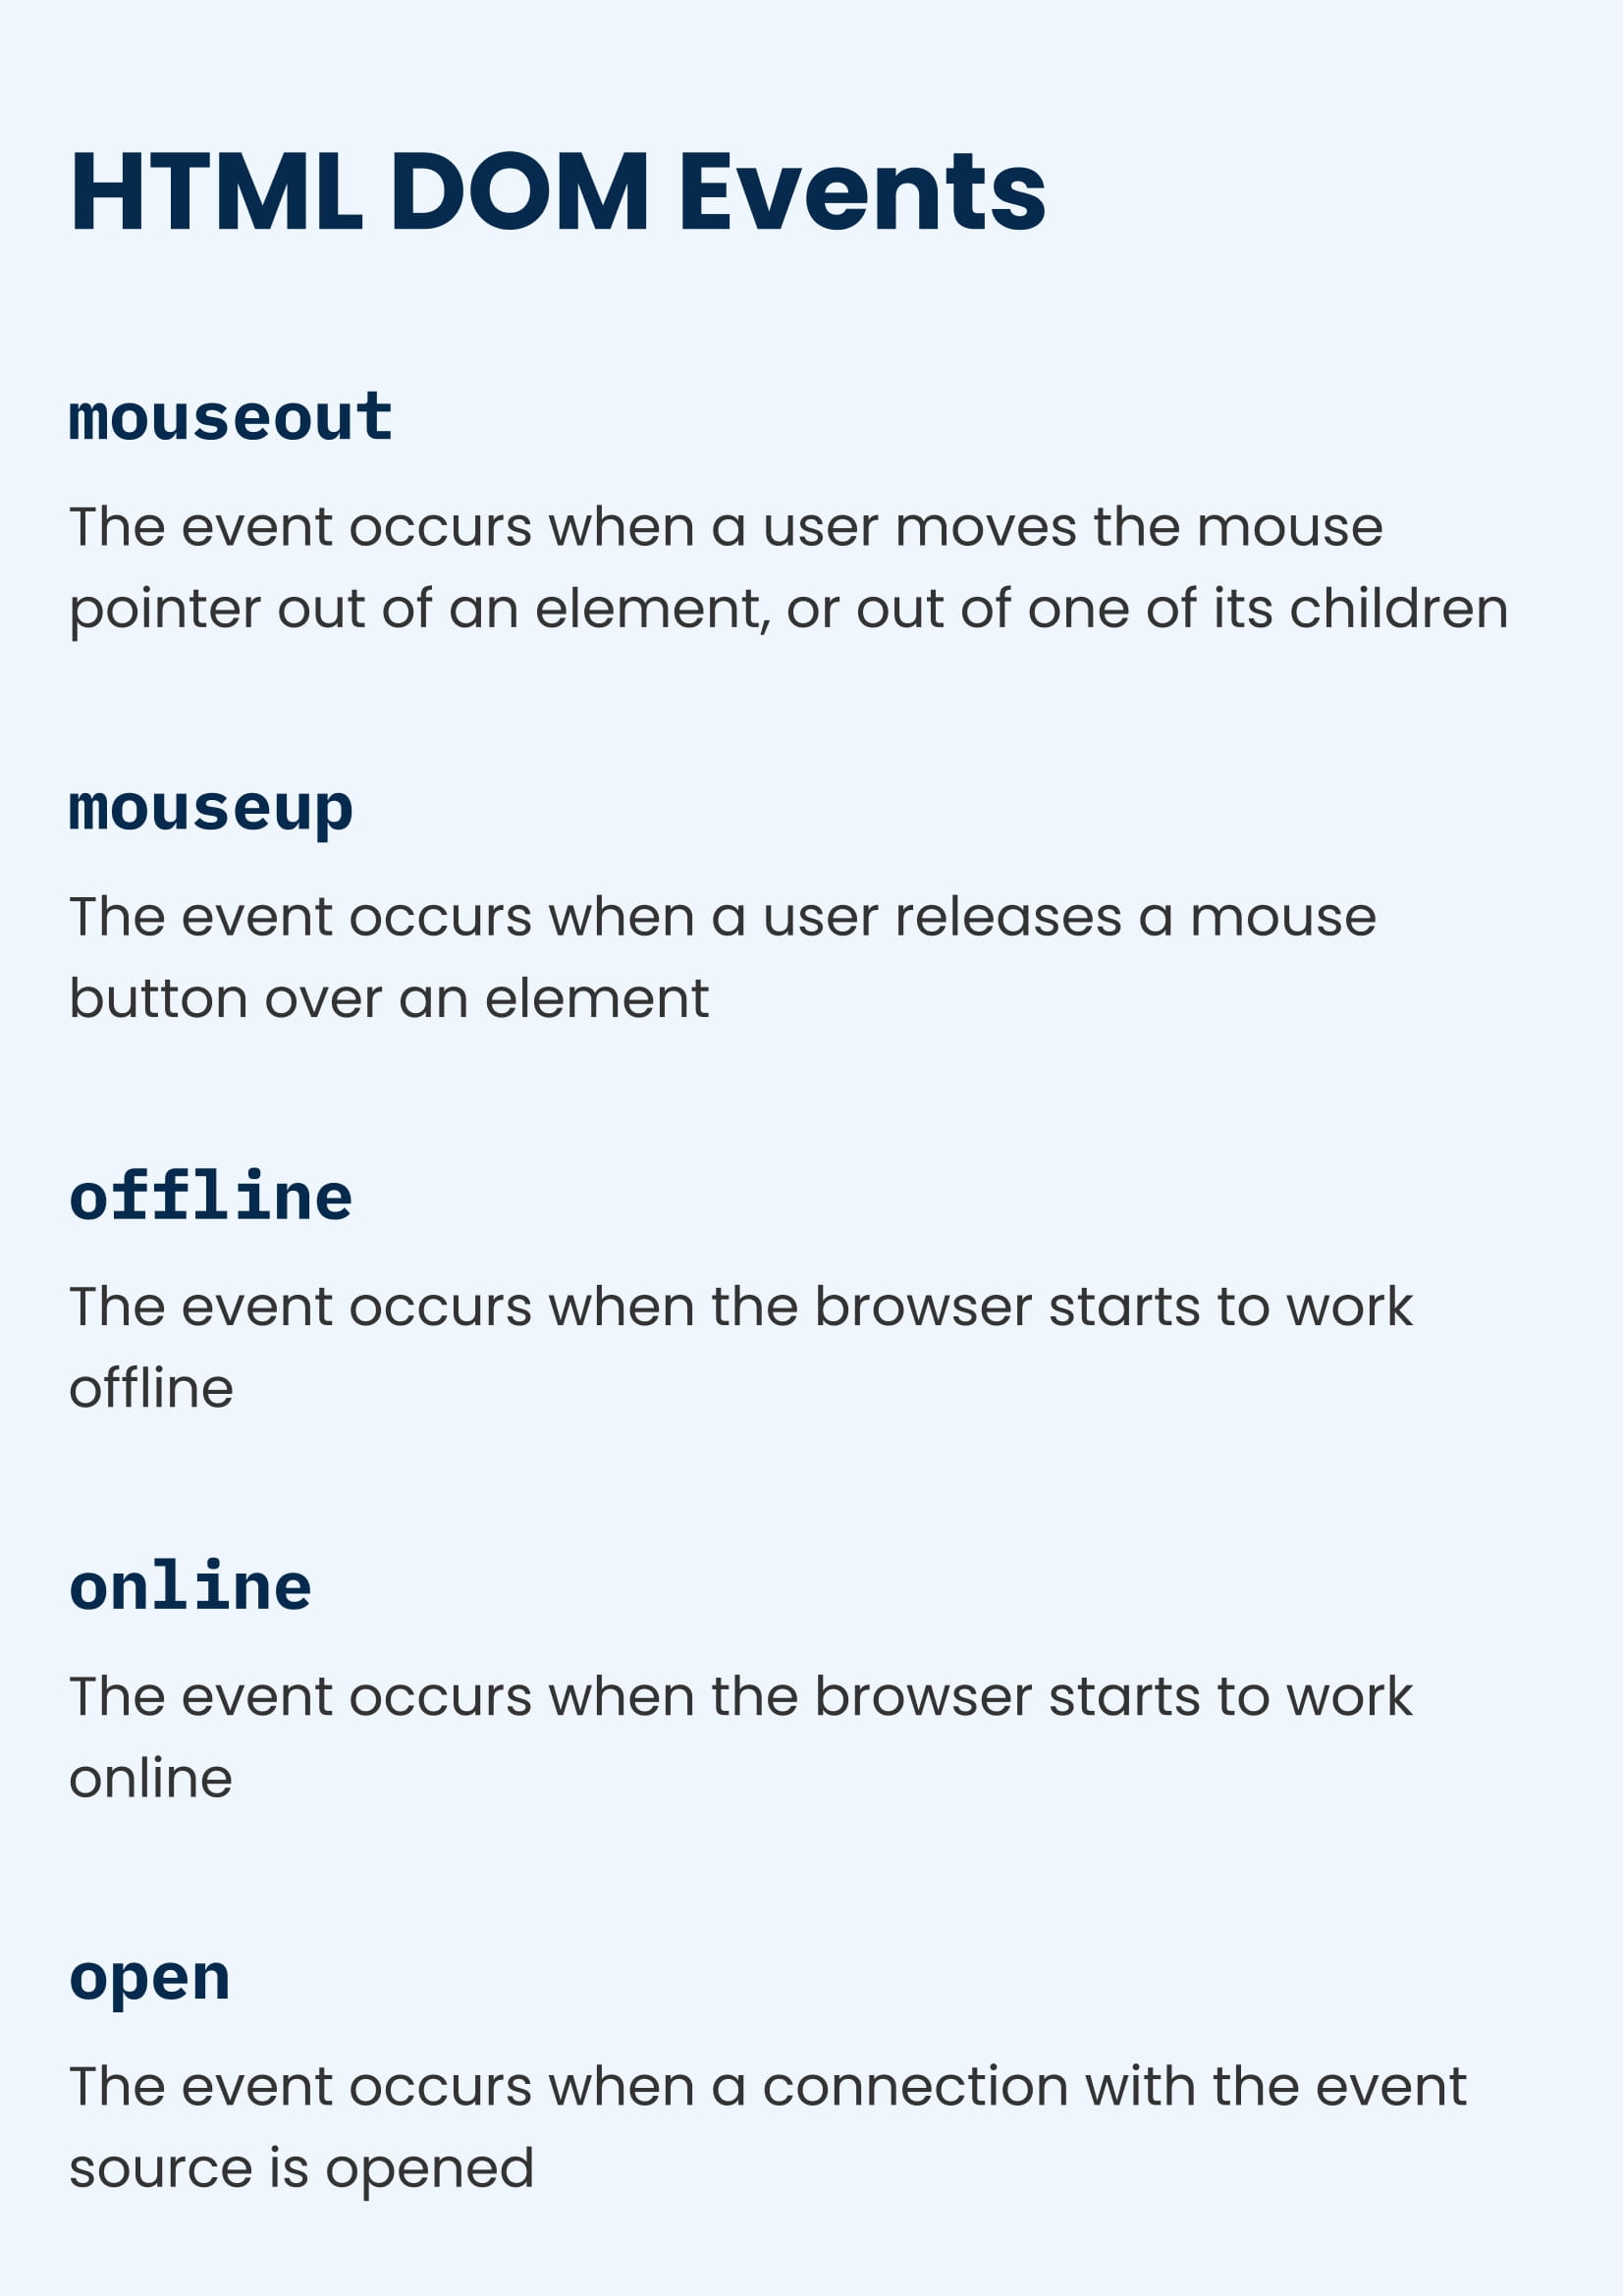 HTML DOM Events
mouseout
The event occurs when a user moves the mouse
pointer out of an element, or out of one of its children
mouseup
The event occurs when a user releases a mouse
button over an element
offline
The event occurs when the browser starts to work
offline
online
The event occurs when the browser starts to work
online
open
The event occurs when a connection with the event
source is opened